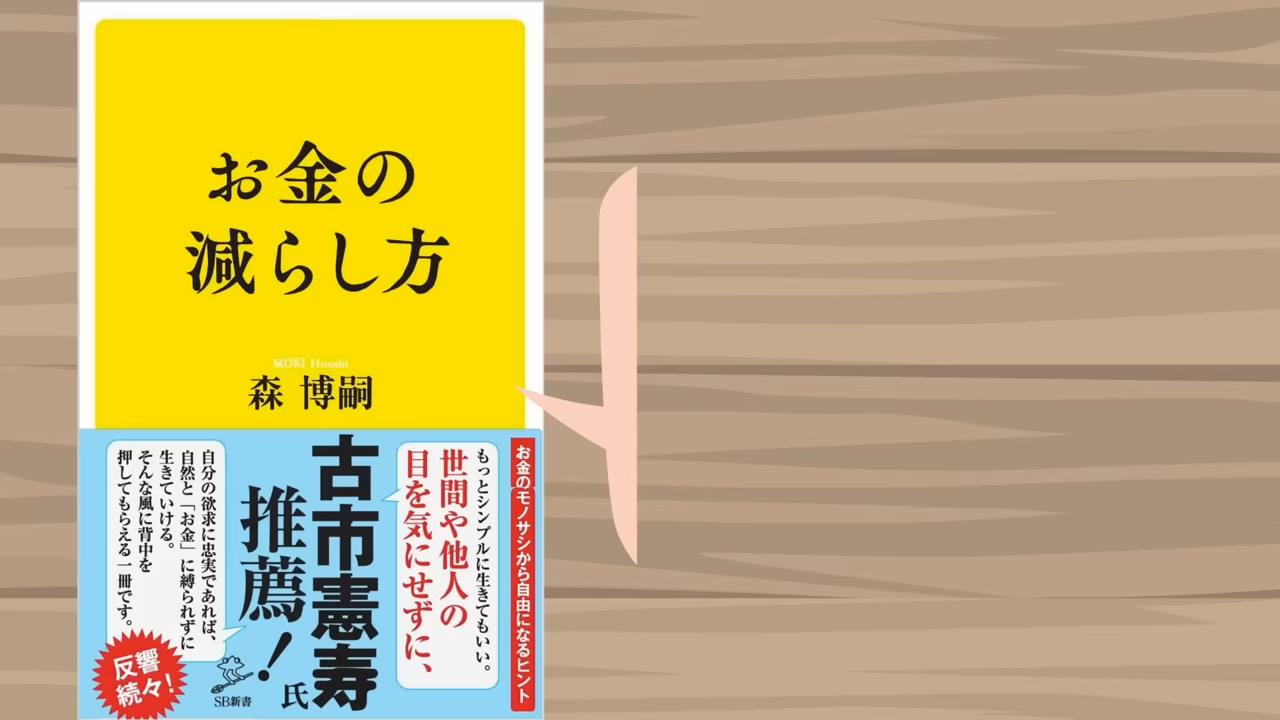 お金の
減らし方
MORI Hiroshi
森 博嗣
お金のモノサシから自由になるヒント
もっとシンプルに生きてもいい。
世間や他人の
目を気にせずに、
古市憲寿
氏
推薦!
自分の欲求に忠実であれば、
自然と「お金」に縛られずに
生きていける。
そんな風に背中を
押してもらえる一冊です。
反響
続々!
SB新書